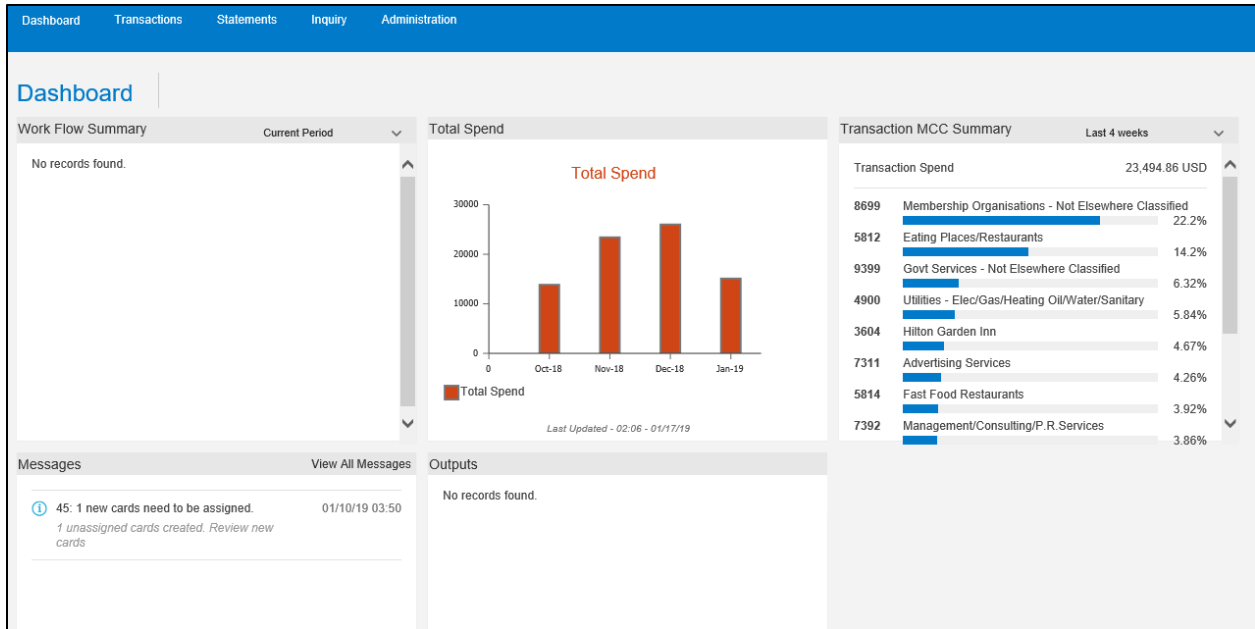 Dashboard Transactions Statements Inquiry Administration
Dashboard
Work Flow Summary Current Period
No records found.
Total Spend
Total Spend
30000
20000
10000
0
0 Oct-18 Nov-18 Dec-18 Jan-19
Total Spend
Last Updated - 02:06 - 01/17/19
Transaction MCC Summary Last 4 weeks
Transaction Spend 23,494.86 USD
8699 Membership Organisations - Not Elsewhere Classified
22.2%
5812 Eating Places/Restaurants
14.2%
9399 Govt Services - Not Elsewhere Classified
6.32%
4900 Utilities - Elec/Gas/Heating Oil/Water/Sanitary
5.84%
3604 Hilton Garden Inn
4.67%
7311 Advertising Services
4.26%
5814 Fast Food Restaurants
3.92%
7392 Management/Consulting/P.R.Services
3.86%
Messages View All Messages
45: 1 new cards need to be assigned. 01/10/19 03:50
1 unassigned cards created. Review new
cards
Outputs
No records found.